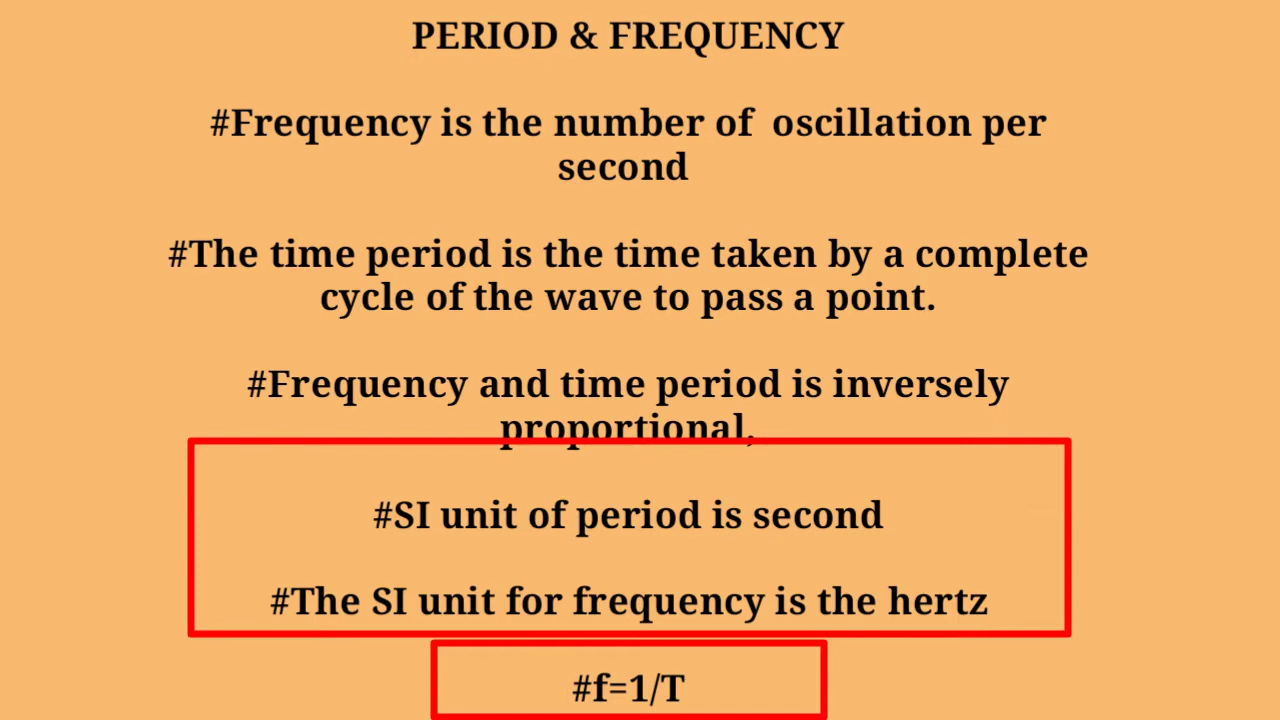 PERIOD & FREQUENCY
#Frequency is the number of oscillation per
second
#The time period is the time taken by a complete
cycle of the wave to pass a point.
#Frequency and time period is inversely
proportional,
#SI unit of period is second
#The SI unit for frequency is the hertz
#f=1/T